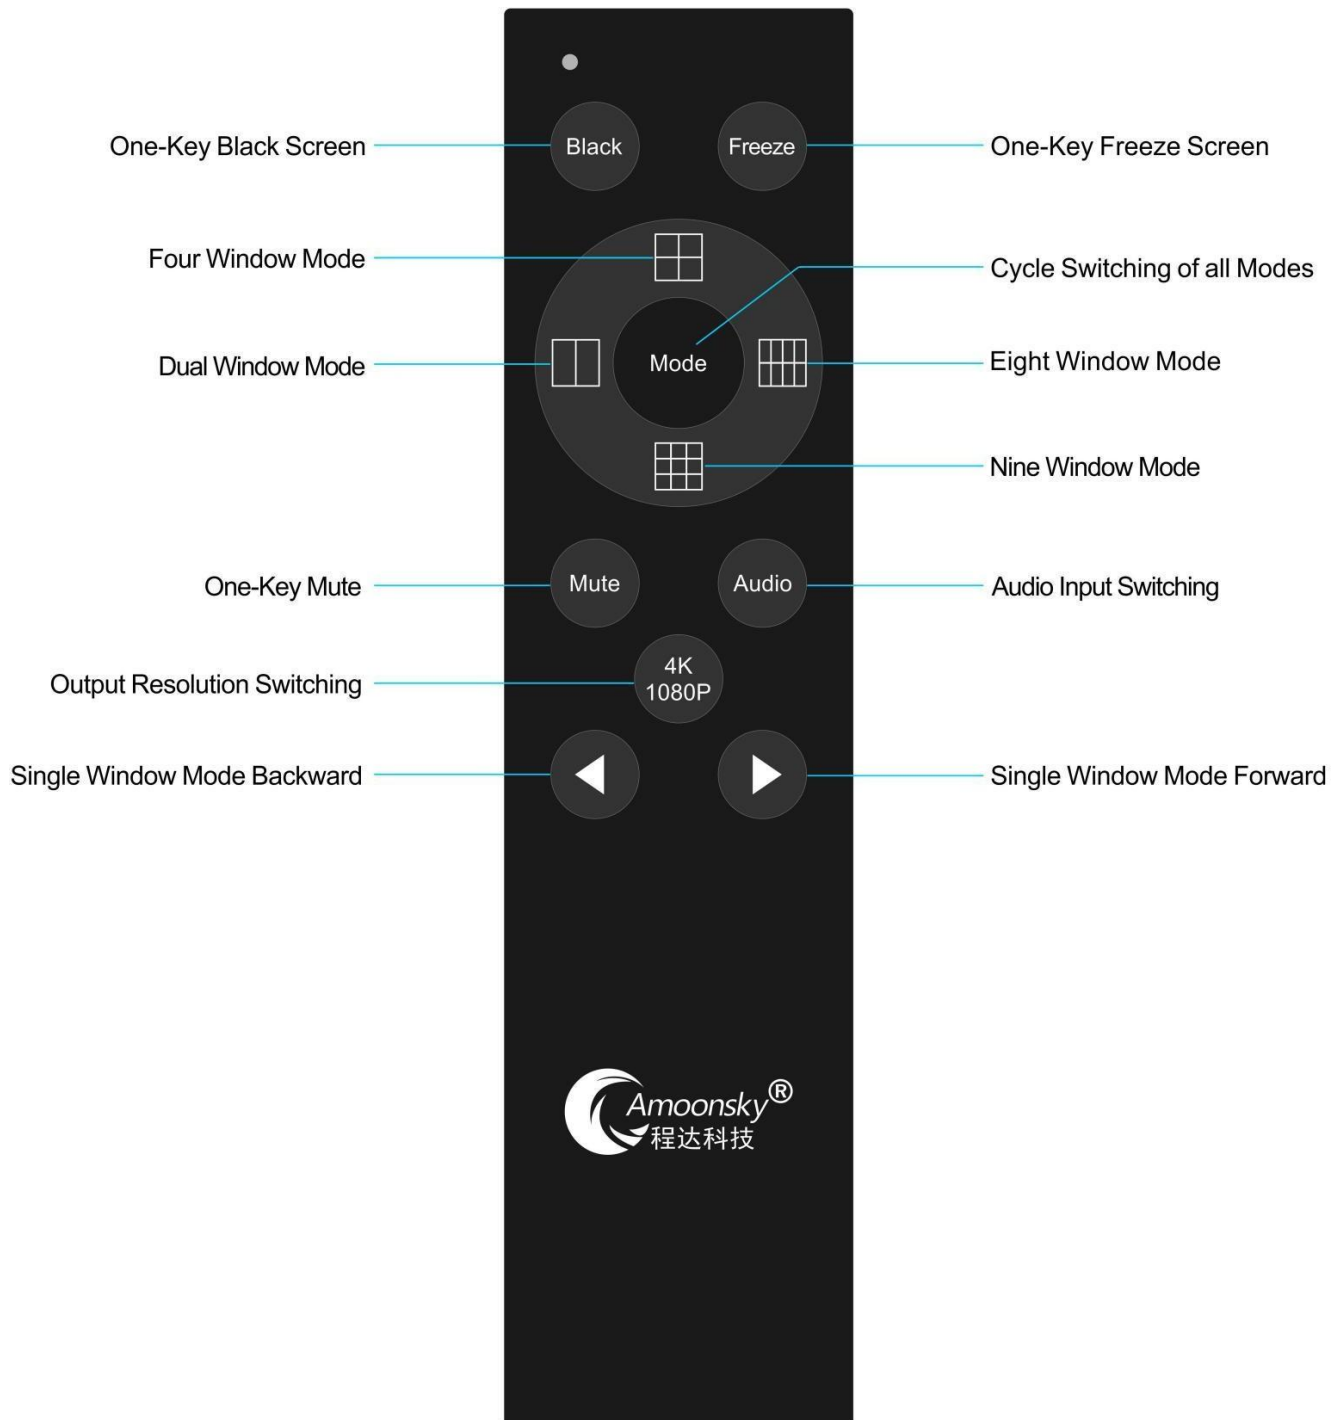 One-Key Black Screen
Black
Freeze
One-Key Freeze Screen
Four Window Mode
Cycle Switching of all Modes
Dual Window Mode
Mode
Eight Window Mode
Nine Window Mode
One-Key Mute
Mute
Audio
Audio Input Switching
4K
1080P
Output Resolution Switching
Single Window Mode Backward
Single Window Mode Forward
Amoonsky®
程达科技